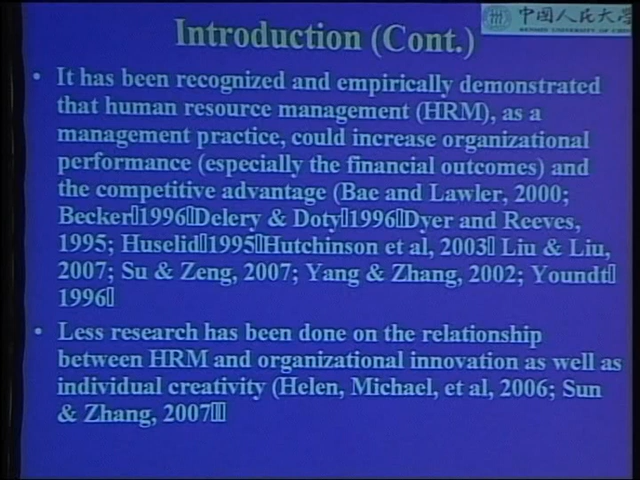 Introduction (Cont.)
中国人民大学
RENMIN UNIVERSITY OF CHINA
• It has been recognized and empirically demonstrated
that human resource management (HRM), as a
management practice, could increase organizational
performance (especially the financial outcomes) and
the competitive advantage (Bae and Lawler, 2000;
Becker▯1996▯Delery & Doty▯1996▯Dyer and Reeves,
1995; Huselid▯1995▯Hutchinson et al, 2003▯ Liu & Liu,
2007; Su & Zeng, 2007; Yang & Zhang, 2002; Youndt▯
1996▯
• Less research has been done on the relationship
between HRM and organizational innovation as well as
individual creativity (Helen, Michael, et al, 2006; Sun
& Zhang, 2007▯▯